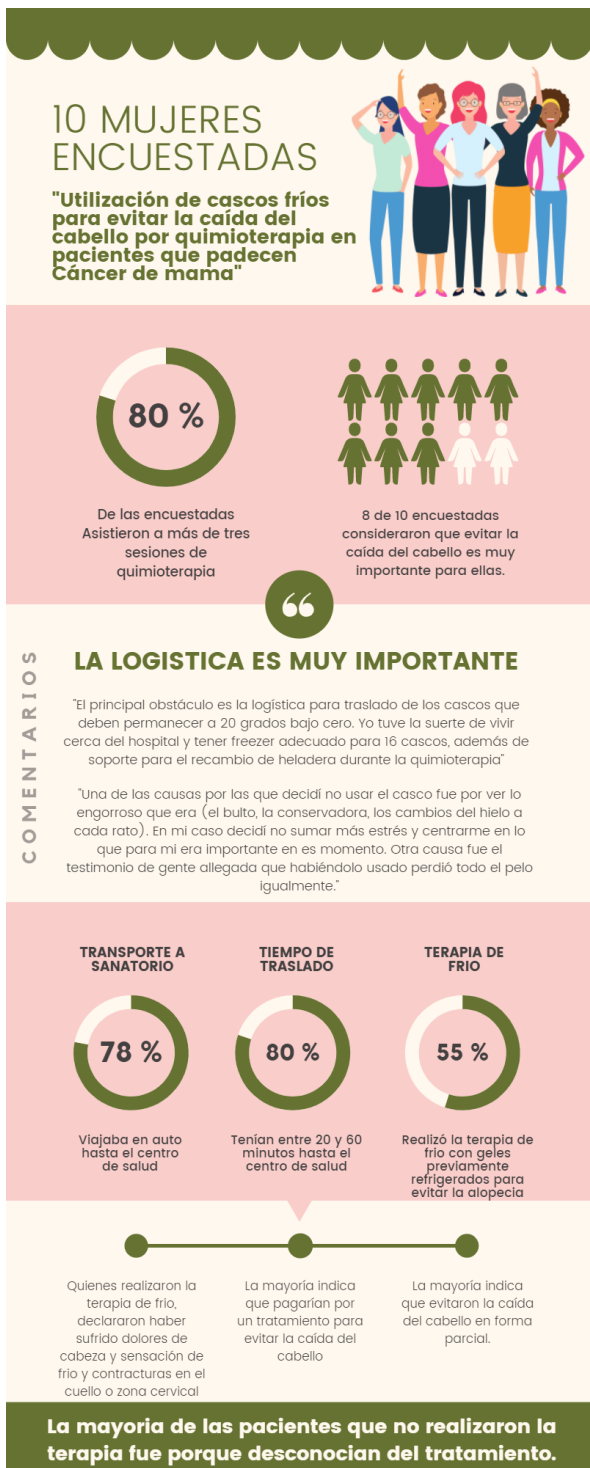 10 MUJERES
ENCUESTADAS
"Utilización de cascos fríos
para evitar la caída del
cabello por quimioterapia en
pacientes que padecen
Cáncer de mama"
80 %
De las encuestadas
Asistieron a más de tres
sesiones de
quimioterapia
8 de 10 encuestadas
consideraron que evitar la
caída del cabello es muy
importante para ellas.
COMENTARIOS
LA LOGISTICA ES MUY IMPORTANTE
"El principal obstáculo es la logística para traslado de los cascos que
deben permanecer a 20 grados bajo cero. Yo tuve la suerte de vivir
cerca del hospital y tener freezer adecuado para 16 cascos, además de
soporte para el recambio de heladera durante la quimioterapia"
"Una de las causas por las que decidí no usar el casco fue por ver lo
engorroso que era (el bulto, la conservadora, los cambios del hielo a
cada rato). En mi caso decidí no sumar más estrés y centrarme en lo
que para mi era importante en es momento. Otra causa fue el
testimonio de gente allegada que habiéndolo usado perdió todo el pelo
igualmente."
TRANSPORTE A
SANATORIO
78 %
Viajaba en auto
hasta el centro
de salud
TIEMPO DE
TRASLADO
80 %
Tenían entre 20 y 60
minutos hasta el
centro de salud
TERAPIA DE
FRIO
55 %
Realizó la terapia de
frio con geles
previamente
refrigerados para
evitar la alopecia
Quienes realizaron la
terapia de frio,
declararon haber
sufrido dolores de
cabeza y sensación de
frio y contracturas en el
cuello o zona cervical
La mayoría indica
que pagarían por
un tratamiento para
evitar la caída del
cabello
La mayoría indica
que evitaron la caída
del cabello en forma
parcial.
La mayoria de las pacientes que no realizaron la
terapia fue porque desconocian del tratamiento.